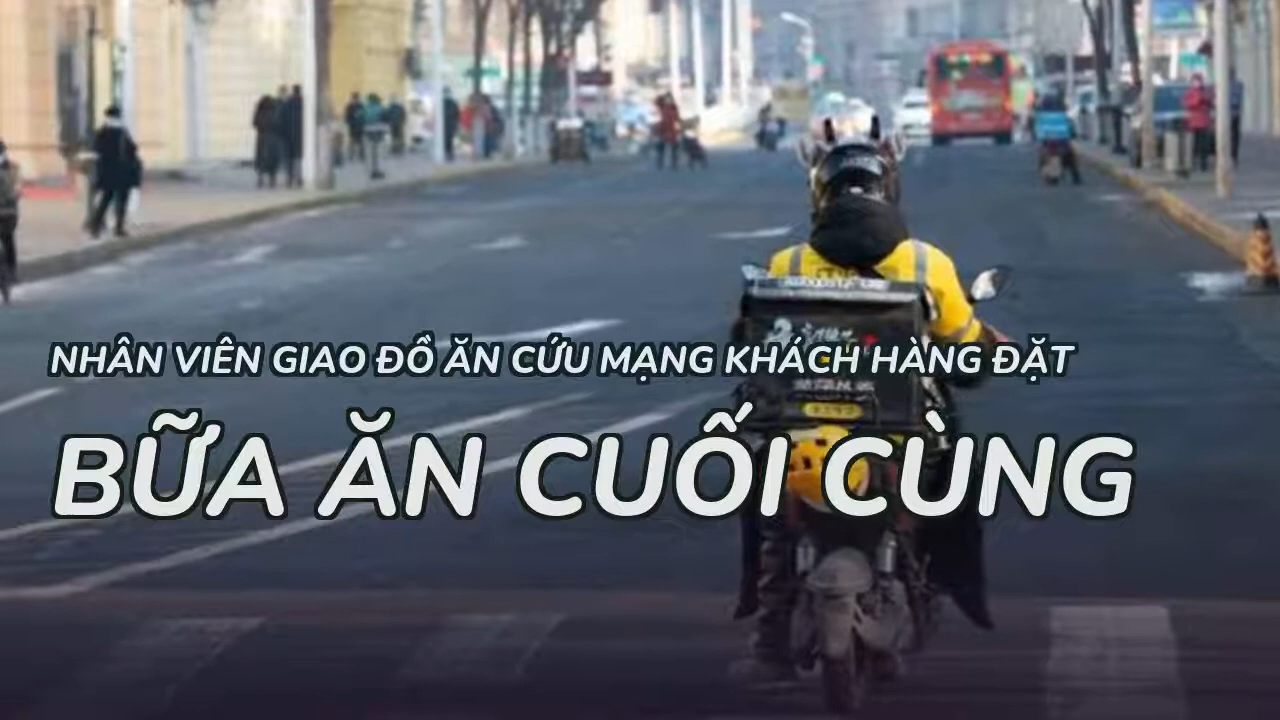 NHÂN VIÊN GIAO ĐỒ ĂN CỨU MẠNG KHÁCH HÀNG ĐẶT
BỮA ĂN CUỐI CÙNG